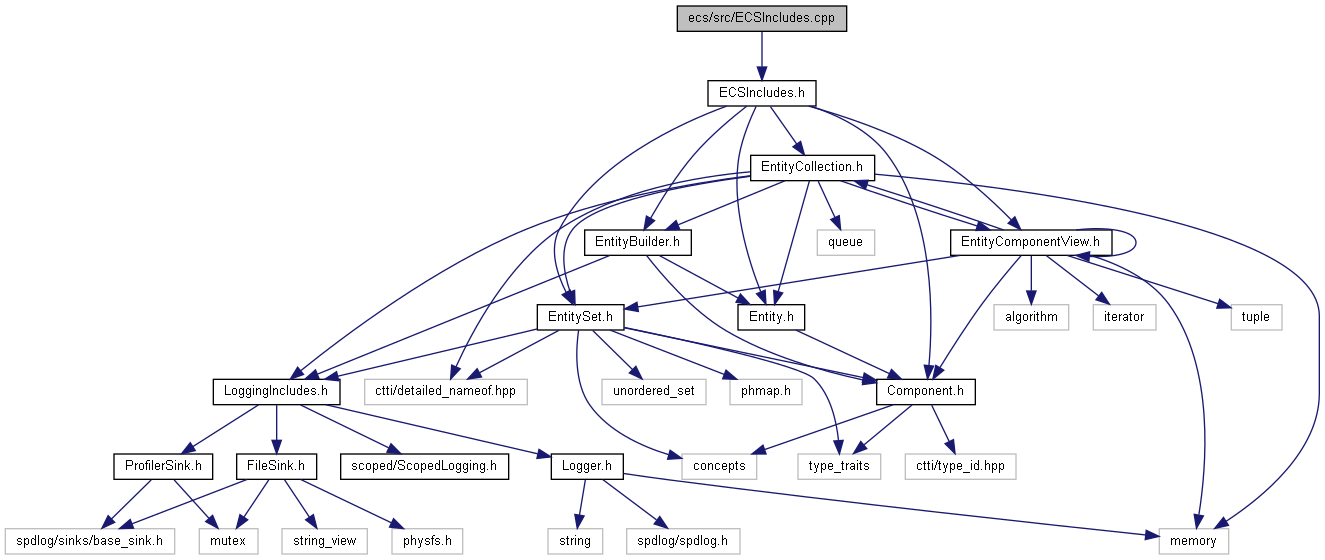 ecs/src/ECSIncludes.cpp
ECSIncludes.h
EntityCollection.h
EntityBuilder.h
queue
EntityComponentView.h
EntitySet.h
Entity.h
algorithm
iterator
tuple
LoggingIncludes.h
ctti/detailed_nameof.hpp
unordered_set
phmap.h
Component.h
ProfilerSink.h
FileSink.h
scoped/ScopedLogging.h
Logger.h
concepts
type_traits
ctti/type_id.hpp
spdlog/sinks/base_sink.h
mutex
string_view
physfs.h
string
spdlog/spdlog.h
memory